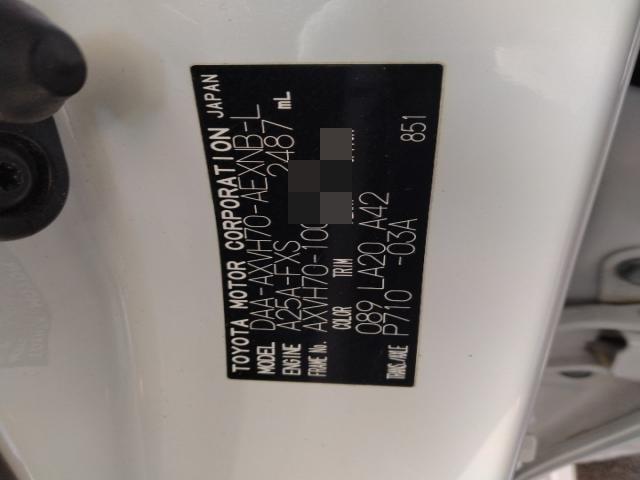 TOYOTA MOTOR CORPORATION JAPAN
MODEL DAA-AXVH70-AEXNB-L
ENGINE A25A-FXS 2487 mL
FRAME No. AXVH70-100
COLOR TRIM
089 LA20 A42
TRANS/AXLE P710 -03A 851